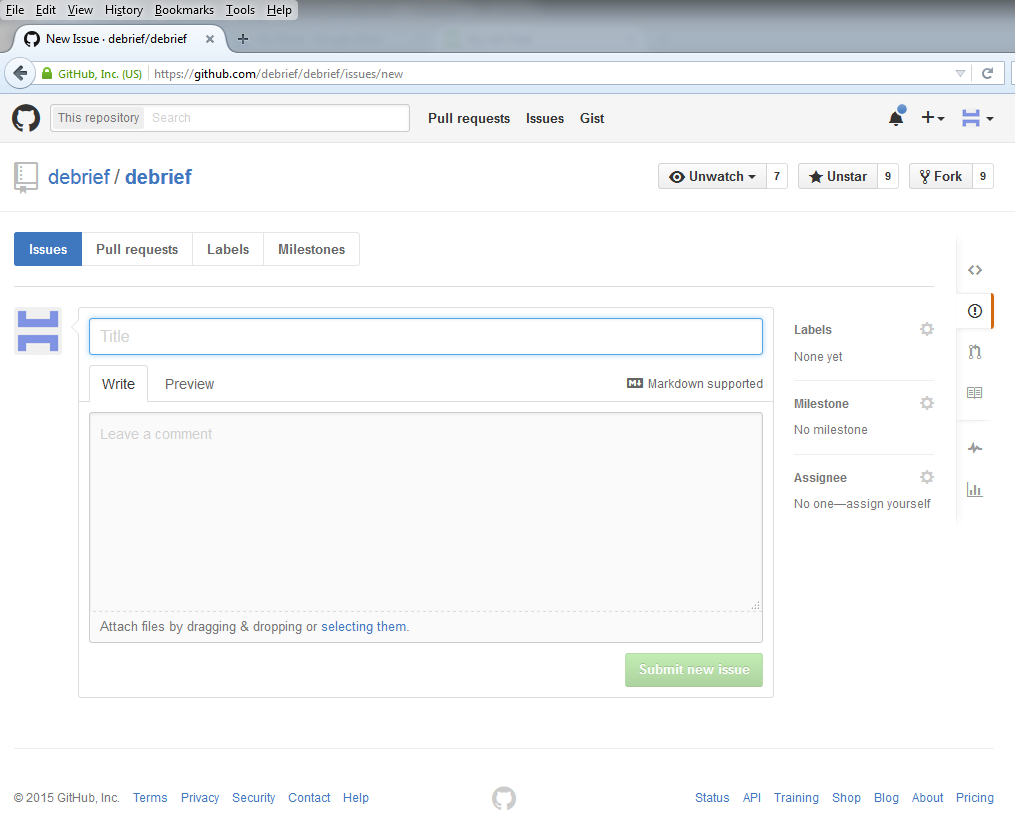 File Edit View History Bookmarks Tools Help
New Issue · debrief/debrief
GitHub, Inc. (US) https://github.com/debrief/debrief/issues/new
This repository Search Pull requests Issues Gist
debrief / debrief Unwatch 7 Unstar 9 Fork 9
Issues Pull requests Labels Milestones
Title
Write Preview Markdown supported
Leave a comment
Attach files by dragging & dropping or selecting them.
Submit new issue
Labels
None yet
Milestone
No milestone
Assignee
No one—assign yourself
© 2015 GitHub, Inc. Terms Privacy Security Contact Help Status API Training Shop Blog About Pricing